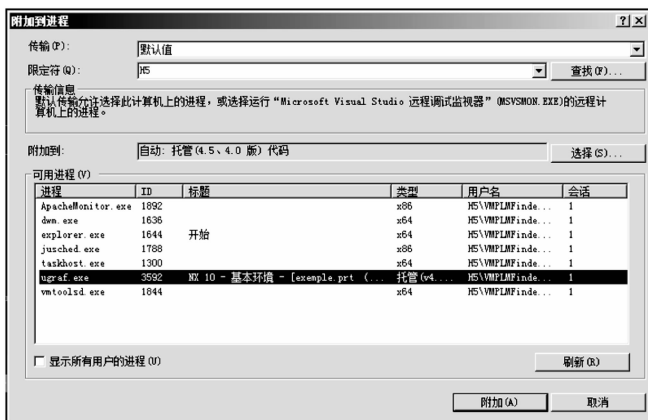 附加到进程
传输(P):
默认值
限定符(Q):
H5
查找(F)...
传输信息
默认传输允许选择此计算机上的进程，或选择运行“Microsoft Visual Studio 远程调试监视器”(MSVSMON.EXE)的远程计
算机上的进程。
附加到:
自动: 托管(4.5、4.0 版) 代码
选择(S)...
可用进程(V)
进程 ID 标题 类型 用户名 会话
ApacheMonitor.exe 1892 x86 H5\VMPLMFinde... 1
dwm.exe 1636 x64 H5\VMPLMFinde... 1
explorer.exe 1644 开始 x64 H5\VMPLMFinde... 1
jusched.exe 1788 x86 H5\VMPLMFinde... 1
taskhost.exe 1300 x64 H5\VMPLMFinde... 1
ugraf.exe 3592 NX 10 - 基本环境 - [exemple.prt (... 托管(v4.... H5\VMPLMFinde... 1
vmtoolsd.exe 1844 x64 H5\VMPLMFinde... 1
显示所有用户的进程(U)
刷新(R)
附加(A)
取消